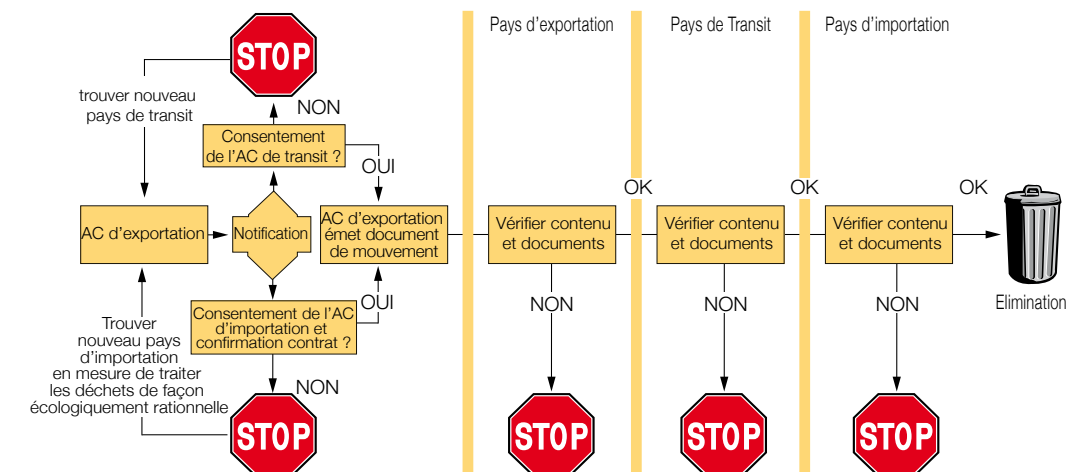 Pays d’exportation
Pays de Transit
Pays d’importation
STOP
trouver nouveau
pays de transit
NON
Consentement
de l’AC de transit ?
OUI
OK
OK
OK
AC d’exportation
Notification
AC d’exportation
émet document
de mouvement
Vérifier contenu
et documents
Vérifier contenu
et documents
Vérifier contenu
et documents
Elimination
OUI
NON
NON
NON
Consentement de l’AC
d’importation et
confirmation contrat ?
Trouver
nouveau pays
d’importation
en mesure de traiter
les déchets de façon
écologiquement rationnelle
NON
STOP
STOP
STOP
STOP